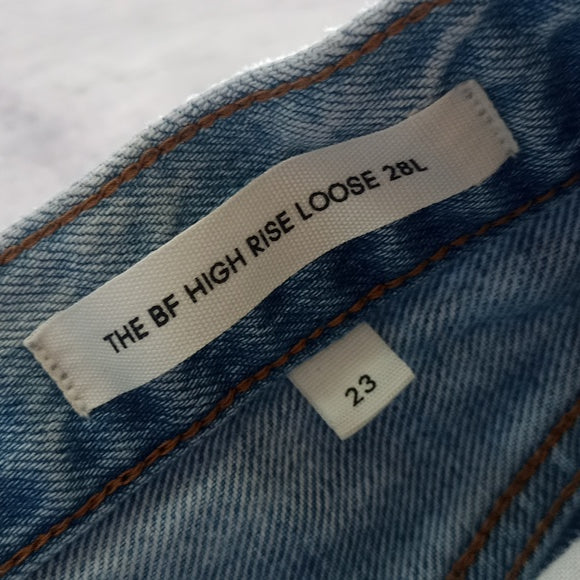 THE BF HIGH RISE LOOSE 28L
23